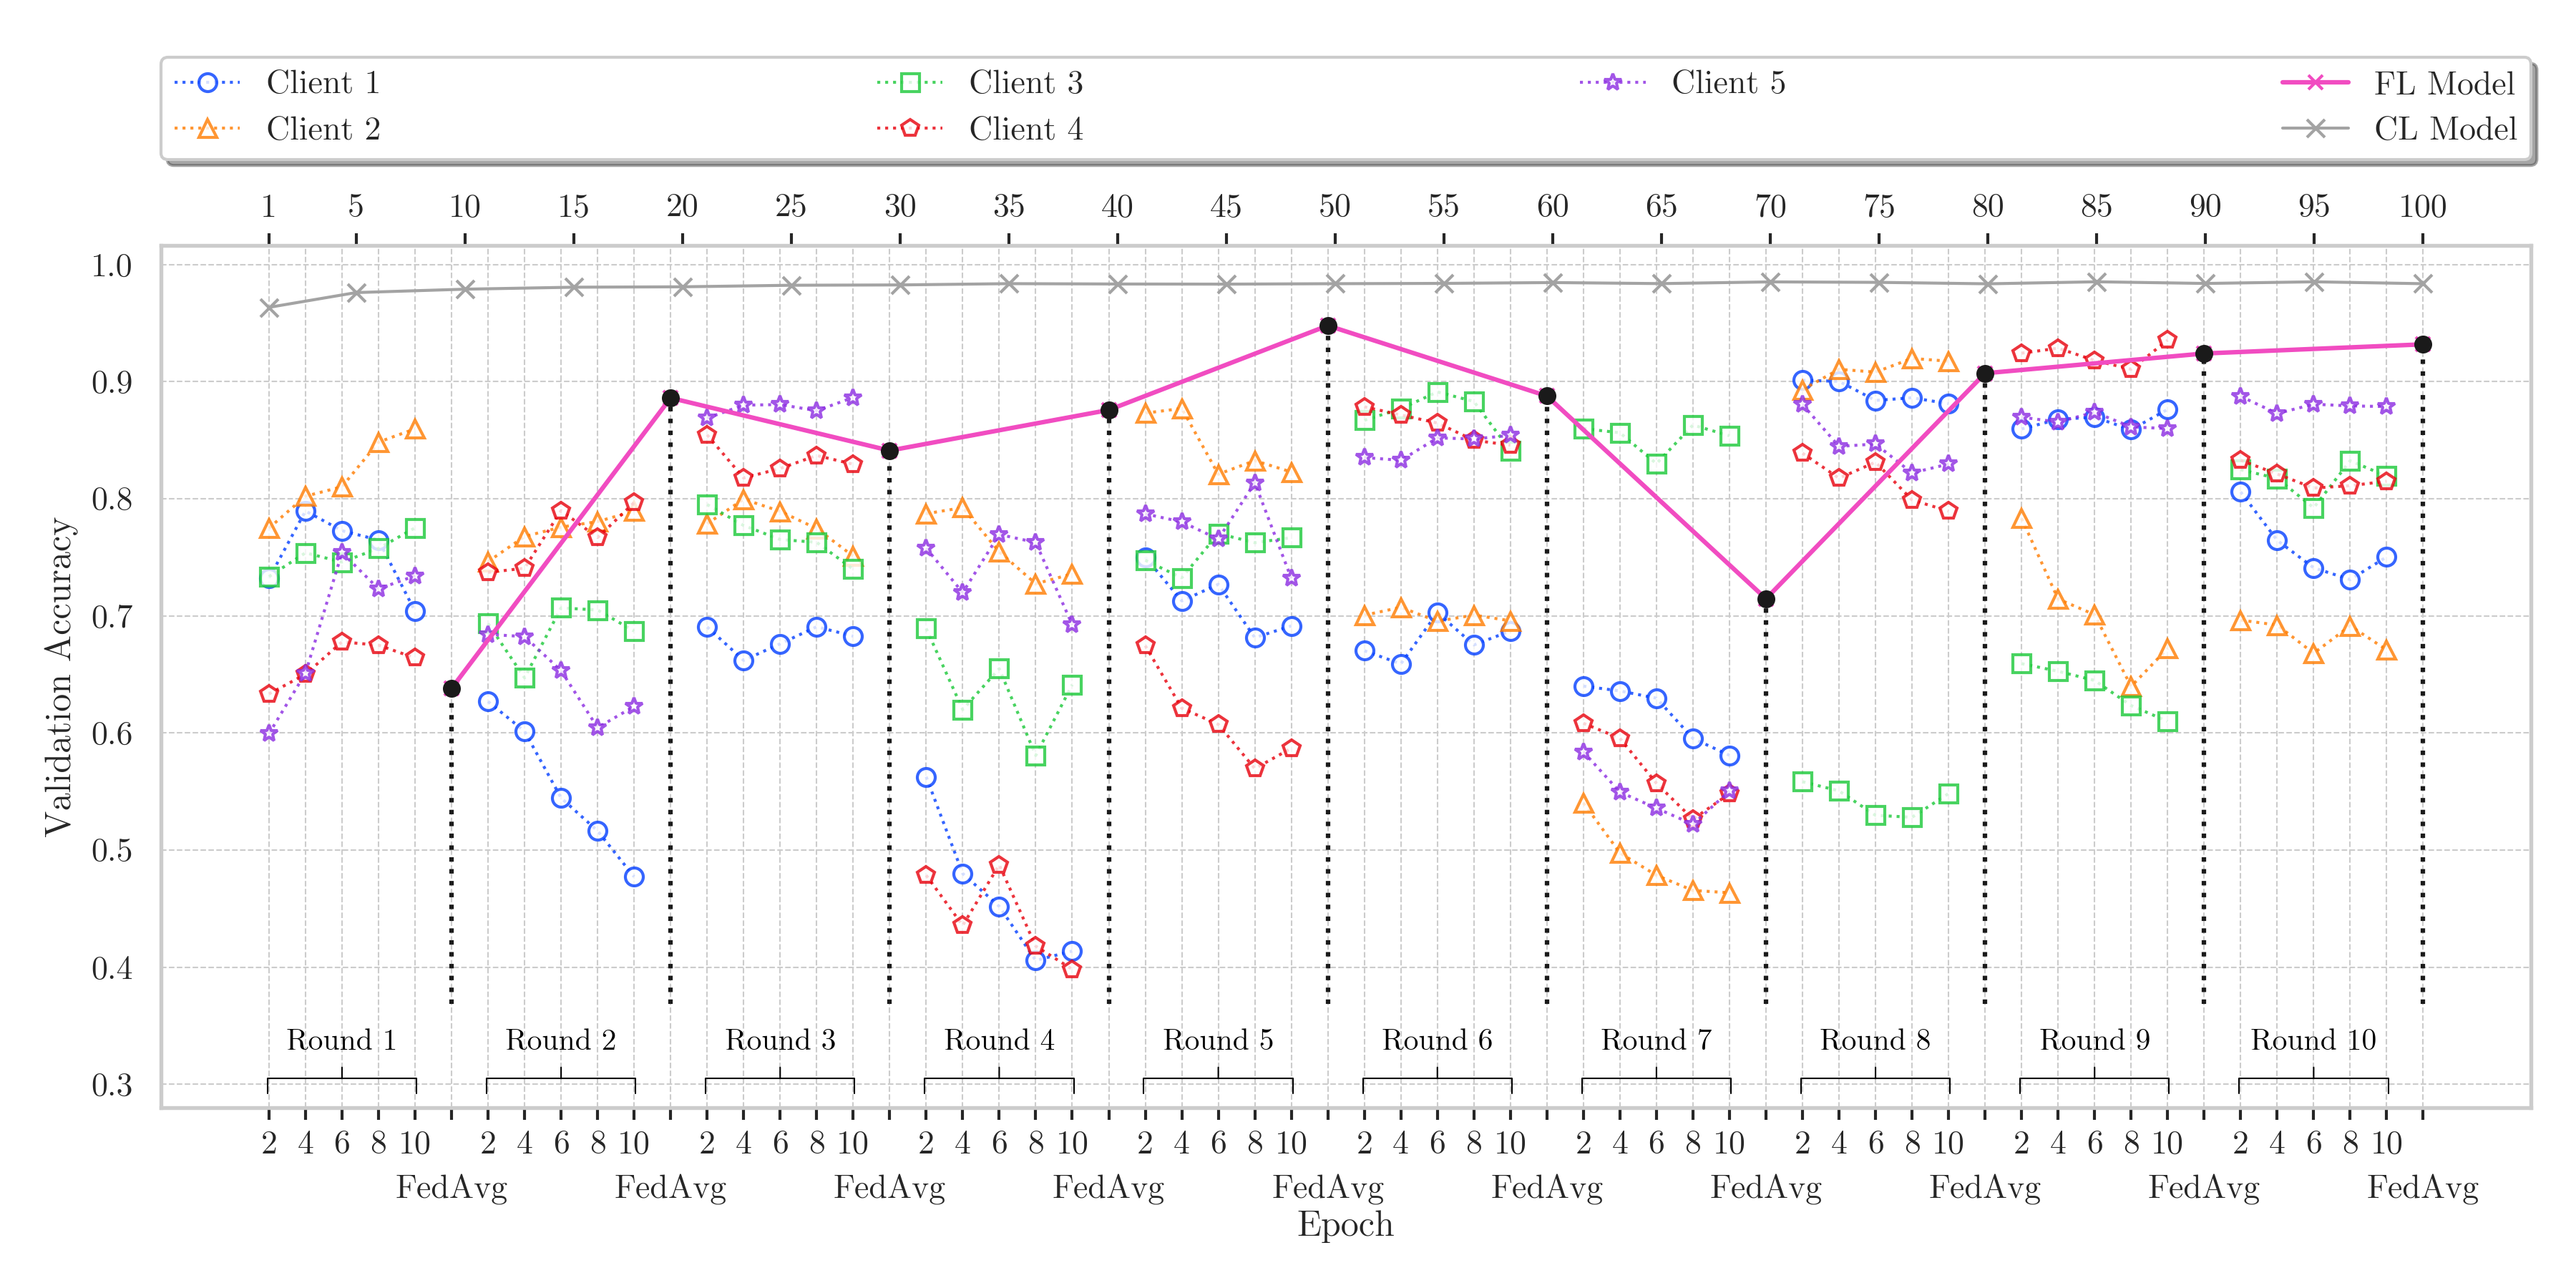 Client 1 Client 3 Client 5 FL Model
Client 2 Client 4 CL Model
1 5 10 15 20 25 30 35 40 45 50 55 60 65 70 75 80 85 90 95 100
1.0
0.9
0.8
0.7
0.6
0.5
0.4
0.3
Validation Accuracy
Round 1 Round 2 Round 3 Round 4 Round 5 Round 6 Round 7 Round 8 Round 9 Round 10
2 4 6 8 10 2 4 6 8 10 2 4 6 8 10 2 4 6 8 10 2 4 6 8 10 2 4 6 8 10 2 4 6 8 10 2 4 6 8 10 2 4 6 8 10 2 4 6 8 10
FedAvg FedAvg FedAvg FedAvg FedAvg FedAvg FedAvg FedAvg FedAvg FedAvg
Epoch